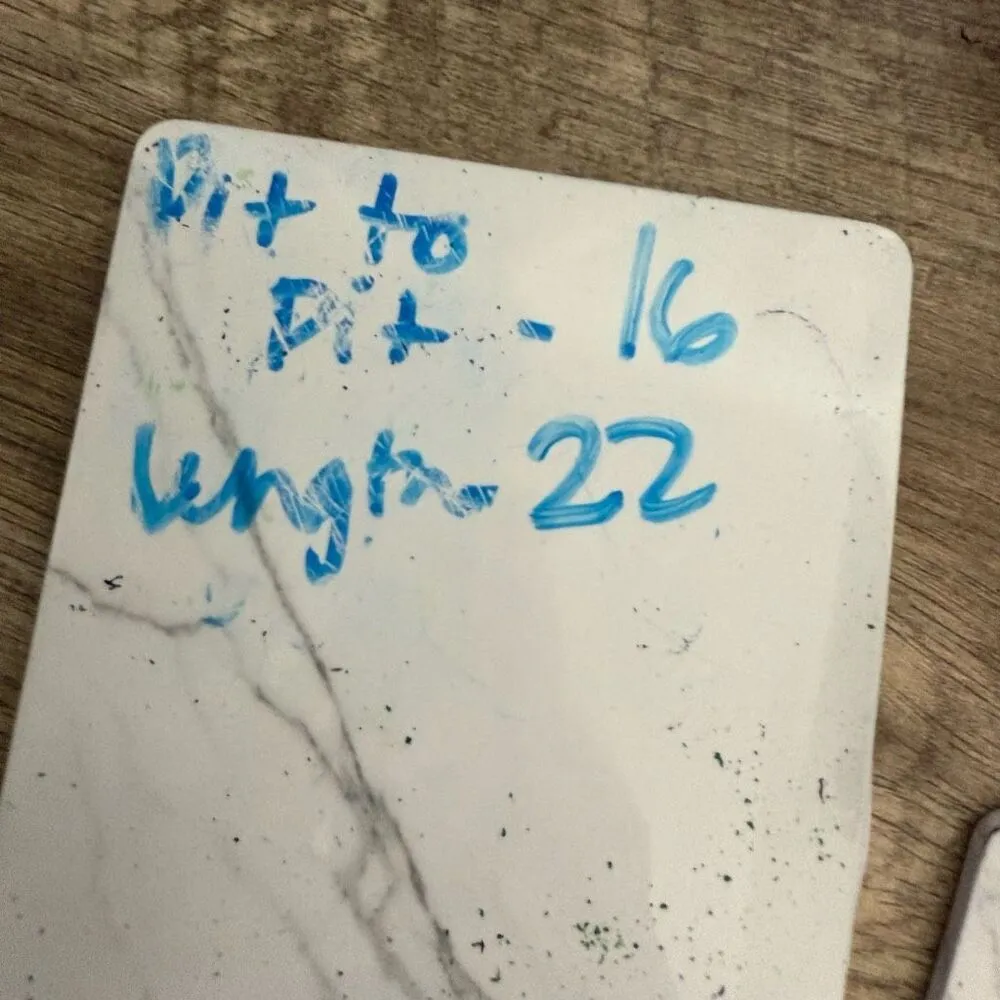 Pit to
Pit - 16
Length - 22